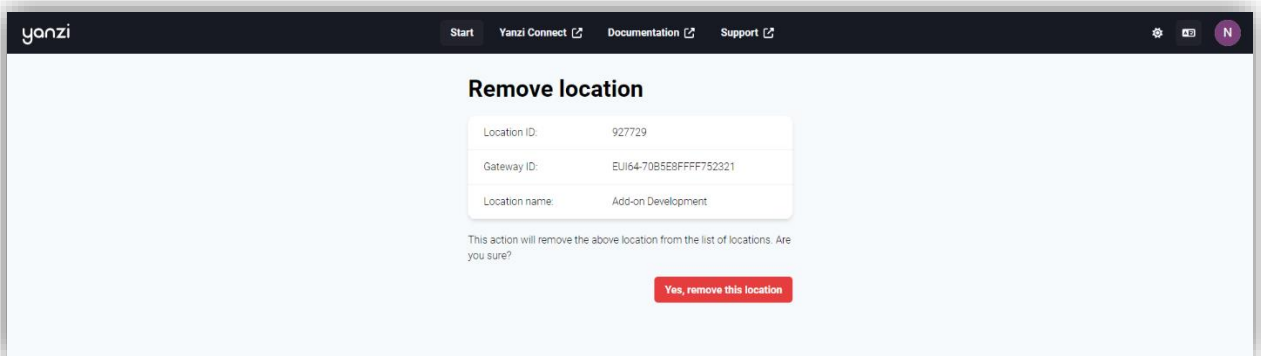 yanzi
Start Yanzi Connect Documentation Support N
Remove location
Location ID: 927729
Gateway ID: EUI64-70B5E8FFFF752321
Location name: Add-on Development
This action will remove the above location from the list of locations. Are
you sure?
Yes, remove this location